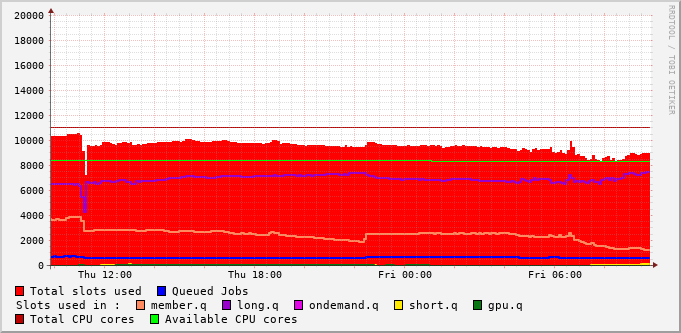 20000
18000
16000
14000
12000
10000
8000
6000
4000
2000
0
Thu 12:00 Thu 18:00 Fri 00:00 Fri 06:00
RRDTOOL / TOBI OETIKER
Total slots used Queued Jobs
Slots used in : member.q long.q ondemand.q short.q gpu.q
Total CPU cores Available CPU cores